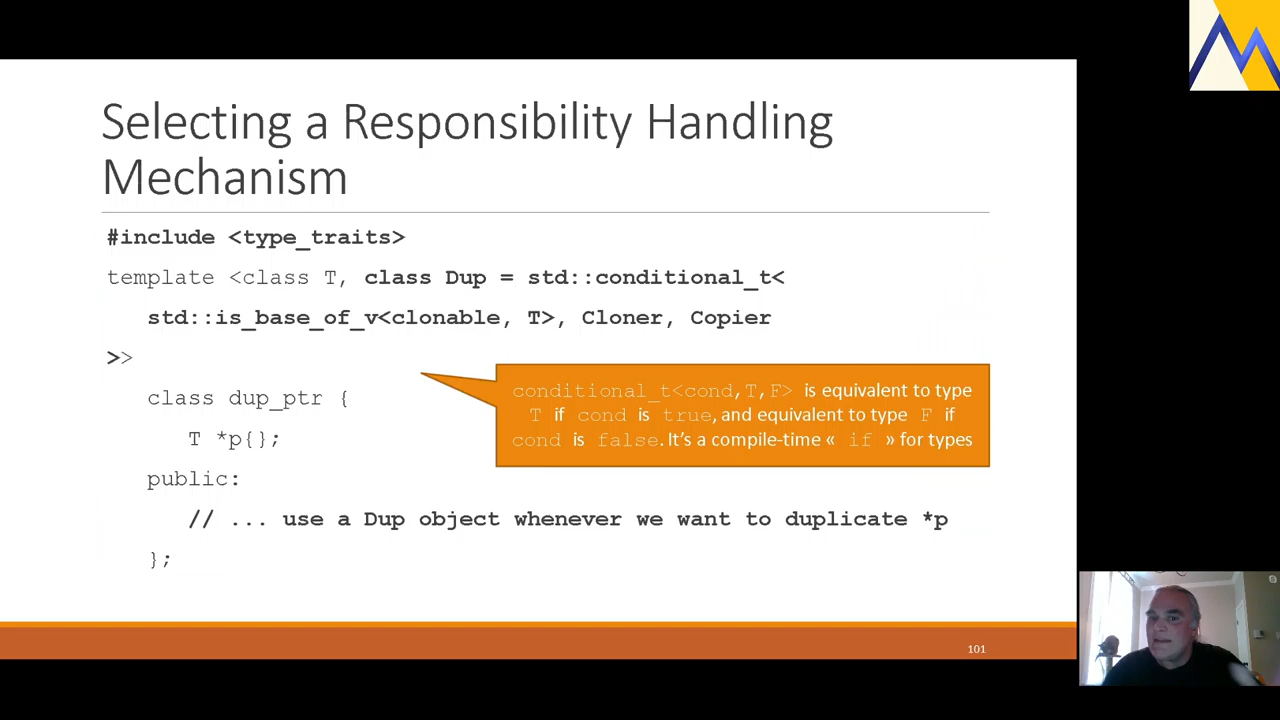 Selecting a Responsibility Handling
Mechanism
#include <type_traits>
template <class T, class Dup = std::conditional_t<
std::is_base_of_v<clonable, T>, Cloner, Copier
>>
class dup_ptr {
T *p{};
public:
// ... use a Dup object whenever we want to duplicate *p
};
conditional_t<cond,T,F> is equivalent to type
T if cond is true, and equivalent to type F if
cond is false. It’s a compile-time « if » for types
101